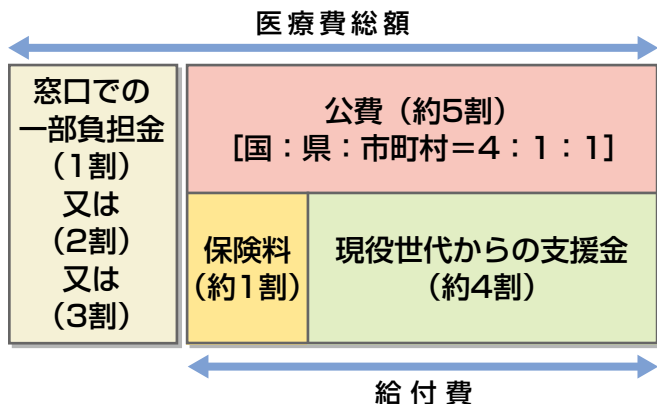 医療費総額
窓口での
一部負担金
(1割)
又は
(2割)
又は
(3割)
公費（約5割）
［国：県：市町村＝4：1：1］
保険料
(約1割)
現役世代からの支援金
（約4割）
給付費